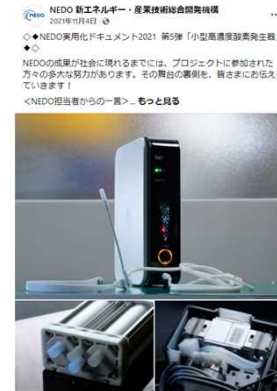 NEDO 新エネルギー・産業技術総合開発機構
2021年11月4日
◇◆NEDO実用化ドキュメント2021 第5弾「小型高濃度酸素発生器」
◆◇
NEDOの成果が社会に現れるまでには、プロジェクトに参加された
方々の多大な努力があります。その舞台の裏側を、皆さまにお伝えし
ていきます！
＜NEDO担当者からの一言＞... もっと見る